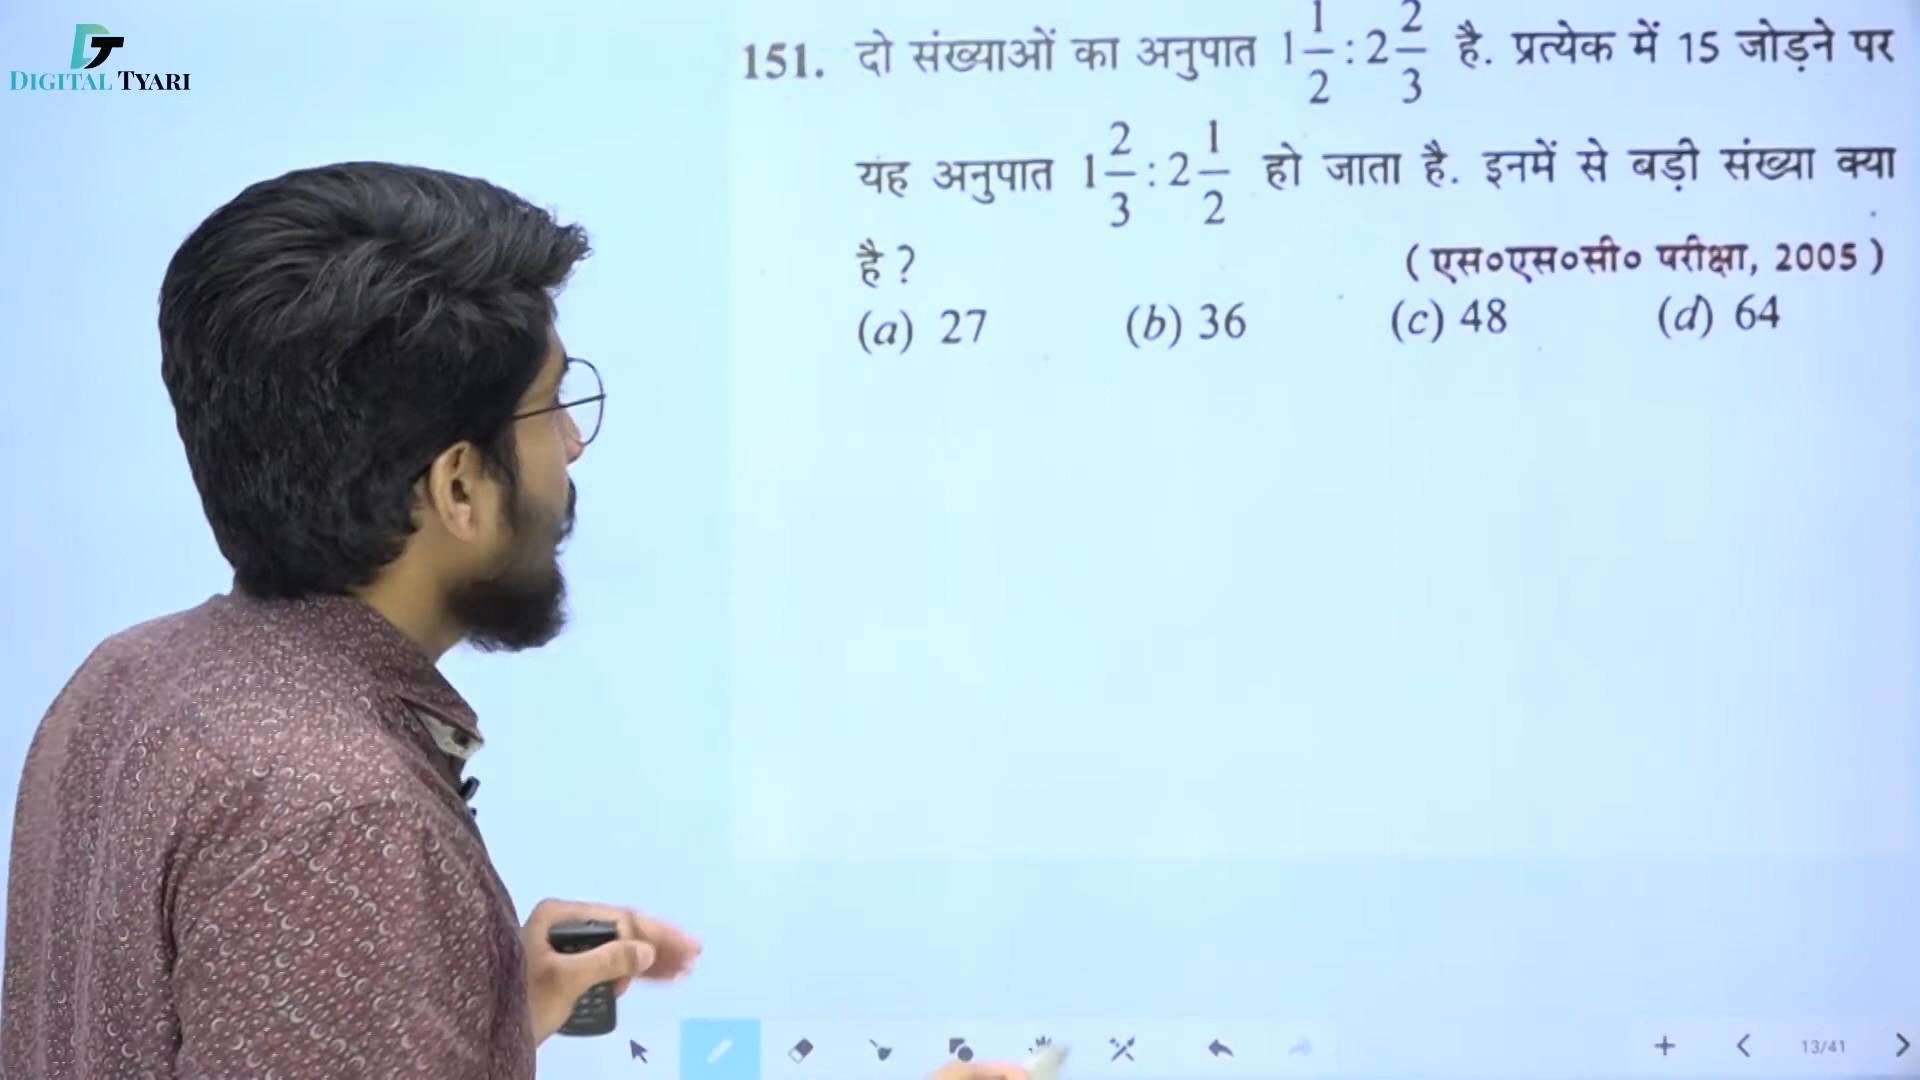 DIGITAL TYARI
151. दो संख्याओं का अनुपात 1 1/2 : 2 2/3 है. प्रत्येक में 15 जोड़ने पर
यह अनुपात 1 2/3 : 2 1/2 हो जाता है. इनमें से बड़ी संख्या क्या
है ? ( एस०एस०सी० परीक्षा, 2005 )
(a) 27 (b) 36 (c) 48 (d) 64
13/41